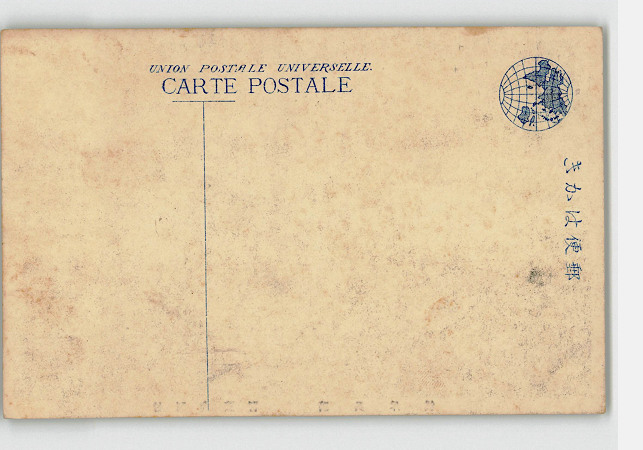 UNION POSTALE UNIVERSELLE.
CARTE POSTALE
きかは便郵